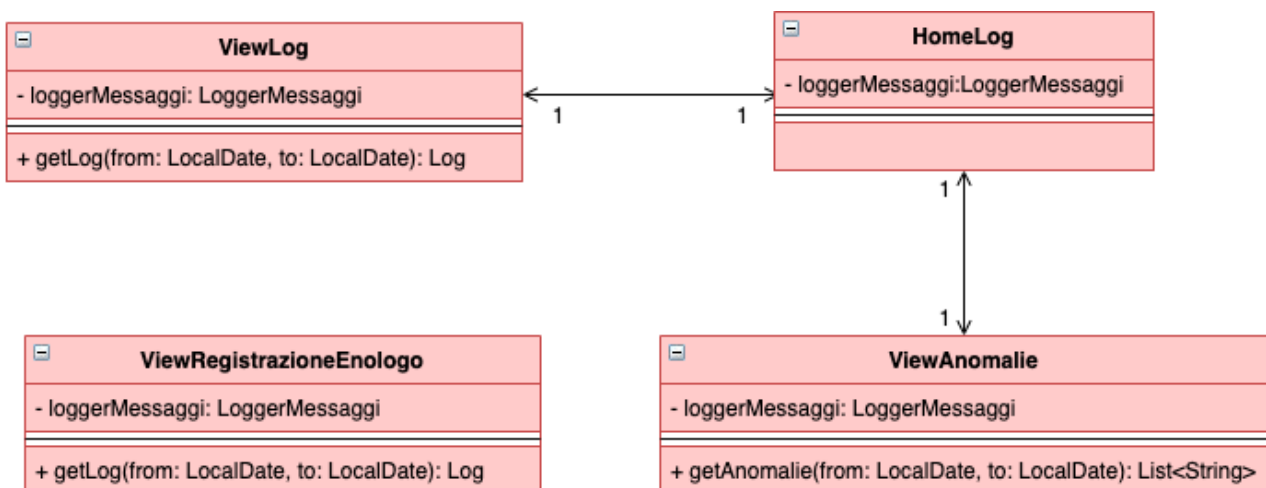 ViewLog
- loggerMessaggi: LoggerMessaggi
+ getLog(from: LocalDate, to: LocalDate): Log
HomeLog
- loggerMessaggi:LoggerMessaggi
1
1
1
1
ViewRegistrazioneEnologo
- loggerMessaggi: LoggerMessaggi
+ getLog(from: LocalDate, to: LocalDate): Log
ViewAnomalie
- loggerMessaggi: LoggerMessaggi
+ getAnomalie(from: LocalDate, to: LocalDate): List<String>